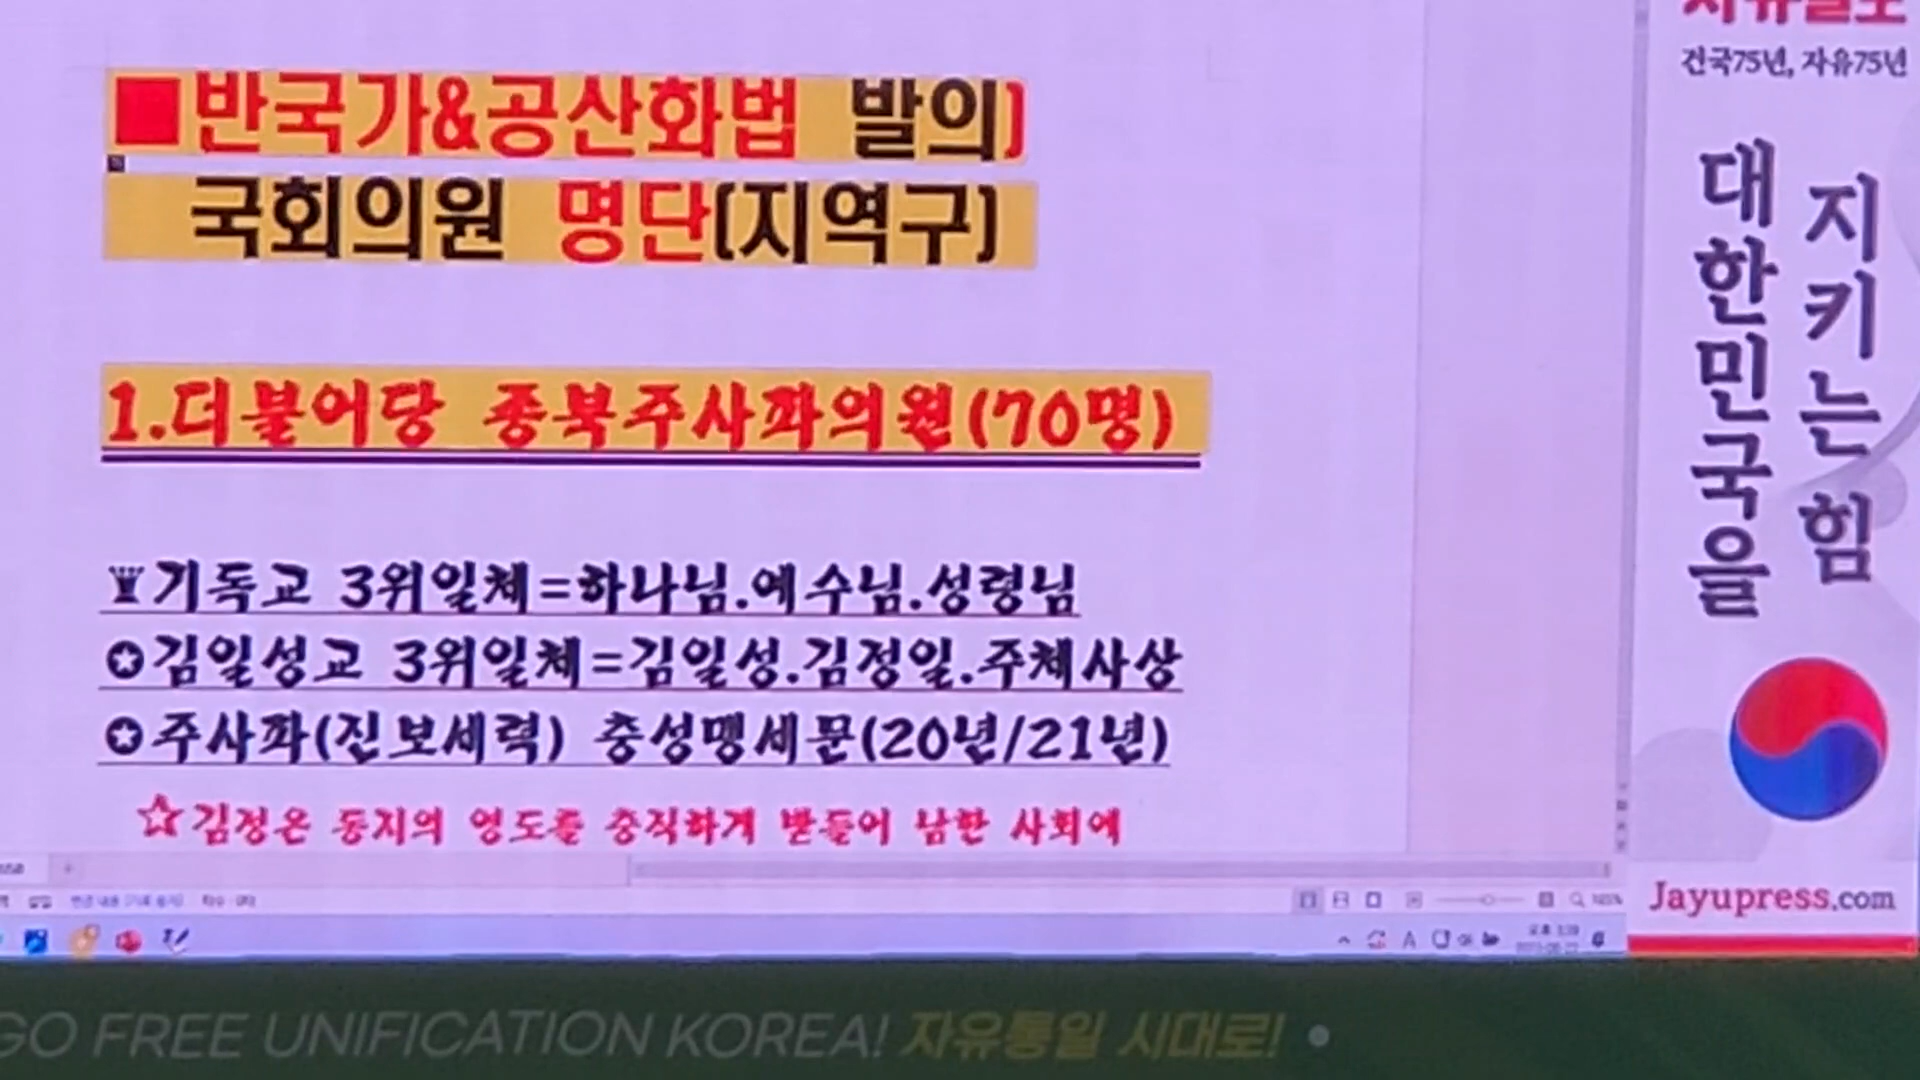 ■반국가&공산화법 발의)
국회의원 명단(지역구)
1.더불어당 종북주사파의원(70명)
♜기독교 3위일체=하나님.예수님.성령님
✪김일성교 3위일체=김일성.김정일.주체사상
✪주사파(진보세력) 충성맹세문(20년/21년)
☆김정은 동지의 영도를 충직하게 받들어 남한 사회에
자유일보
건국75년, 자유75년
대한민국을
지키는 힘
Jayupress.com
GO FREE UNIFICATION KOREA! 자유통일 시대로! •